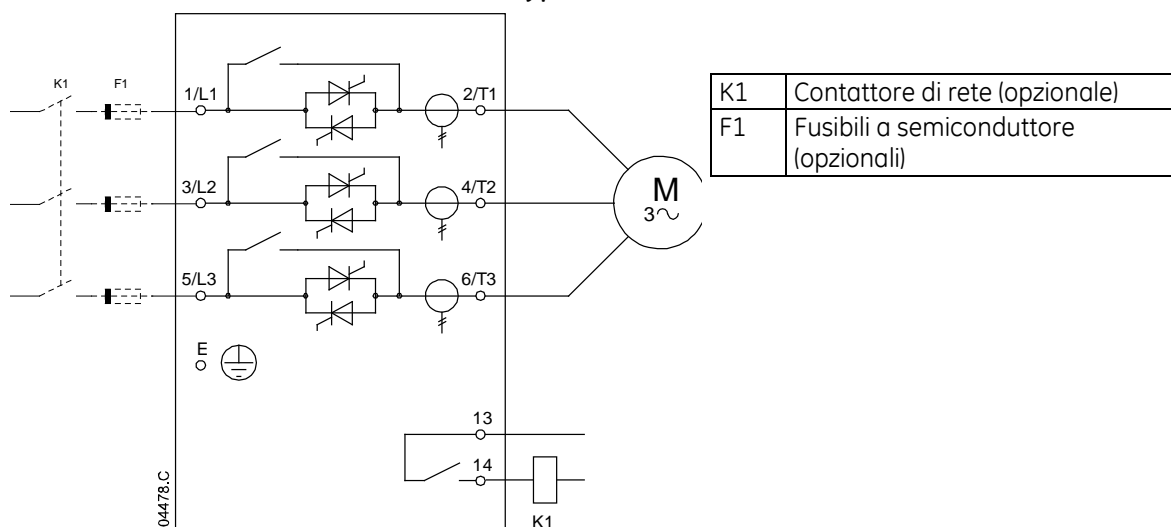 K1
F1
1/L1
2/T1
3/L2
4/T2
5/L3
6/T3
M
3
E
13
14
K1
04478.C
K1 Contattore di rete (opzionale)
F1 Fusibili a semiconduttore
(opzionali)